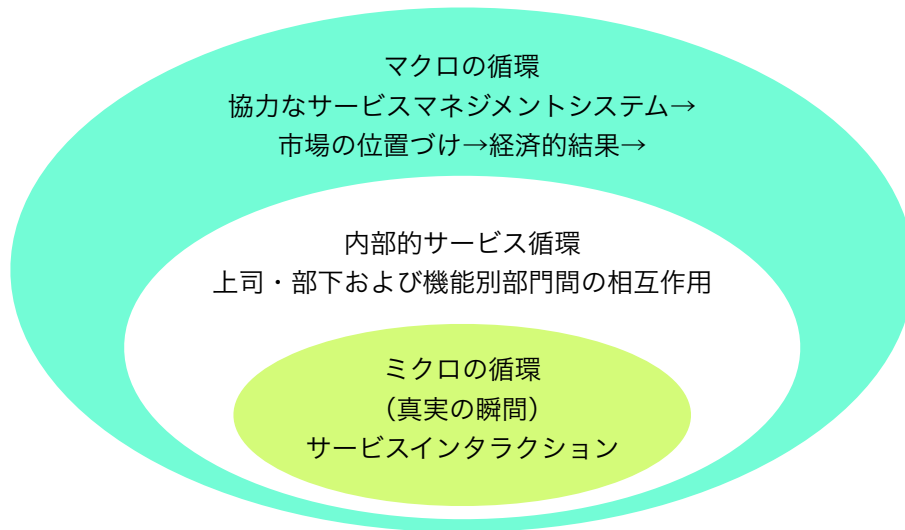 マクロの循環
協力なサービスマネジメントシステム→
市場の位置づけ→経済的結果→
内部的サービス循環
上司・部下および機能別部門間の相互作用
ミクロの循環
（真実の瞬間）
サービスインタラクション